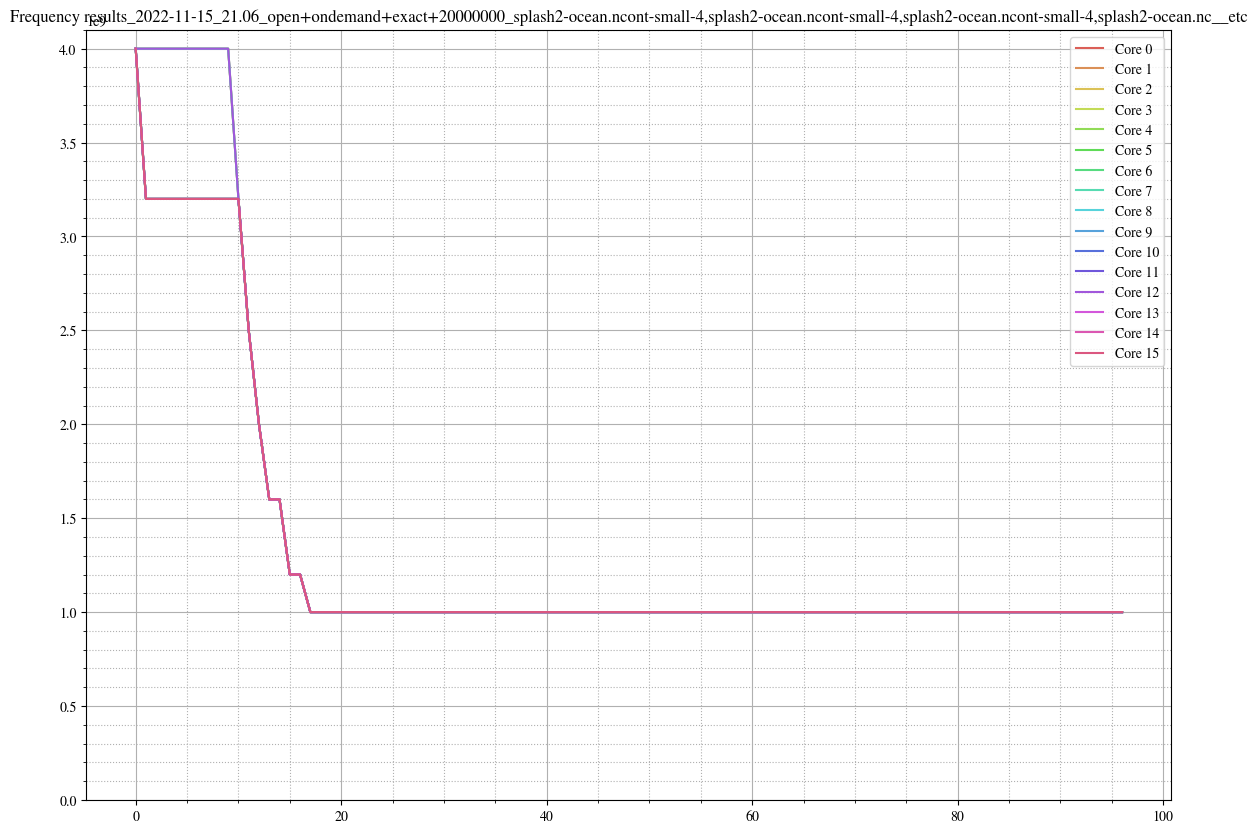 Frequency results_2022-11-15_21.06_open+ondemand+exact+20000000_splash2-ocean.ncont-small-4,splash2-ocean.ncont-small-4,splash2-ocean.ncont-small-4,splash2-ocean.nc__etc
1e9
4.0
3.5
3.0
2.5
2.0
1.5
1.0
0.5
0.0
0
20
40
60
80
100
Core 0
Core 1
Core 2
Core 3
Core 4
Core 5
Core 6
Core 7
Core 8
Core 9
Core 10
Core 11
Core 12
Core 13
Core 14
Core 15